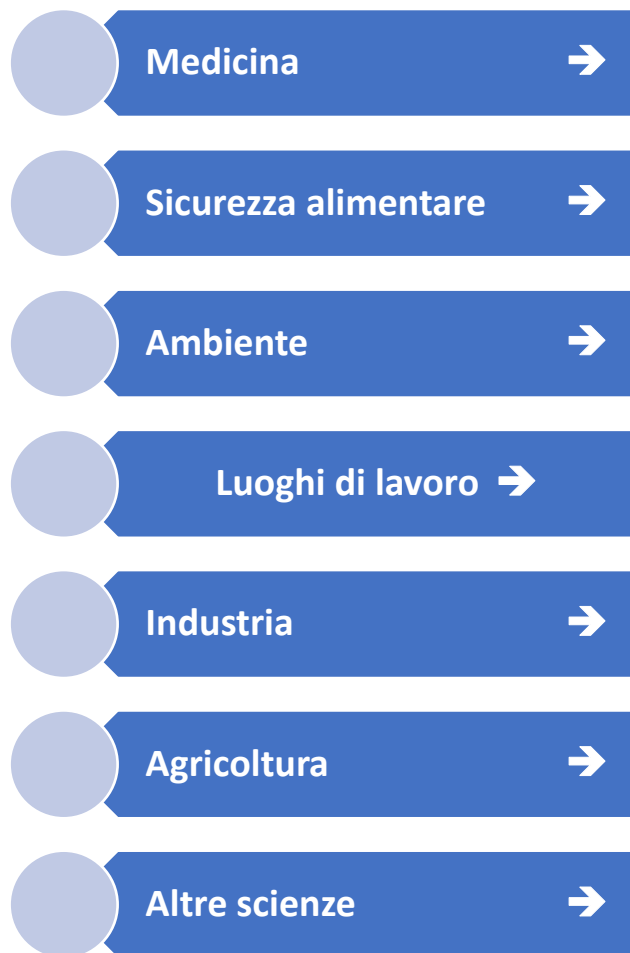 Medicina →
Sicurezza alimentare →
Ambiente →
Luoghi di lavoro →
Industria →
Agricoltura →
Altre scienze →